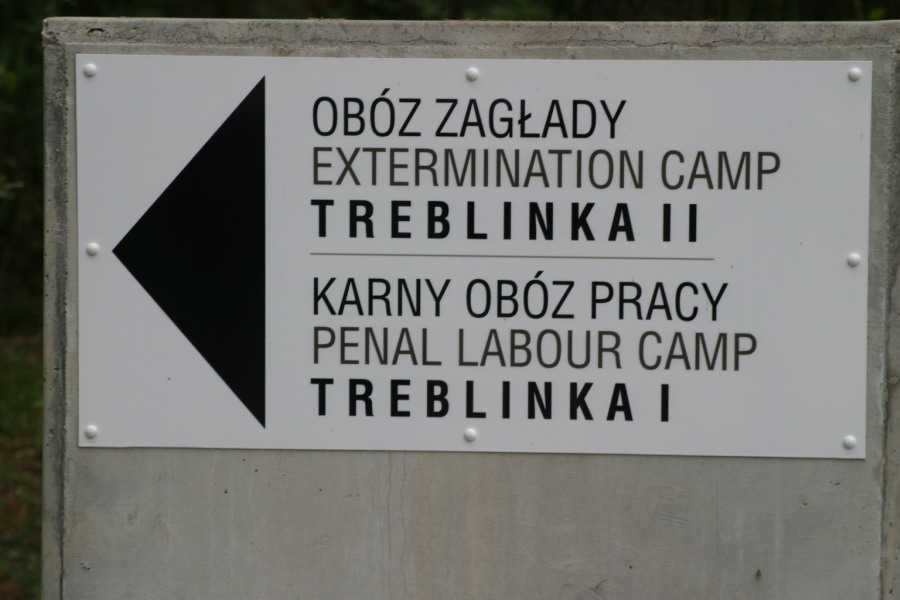 OBÓZ ZAGŁADY
EXTERMINATION CAMP
TREBLINKA II
KARNY OBÓZ PRACY
PENAL LABOUR CAMP
TREBLINKA I